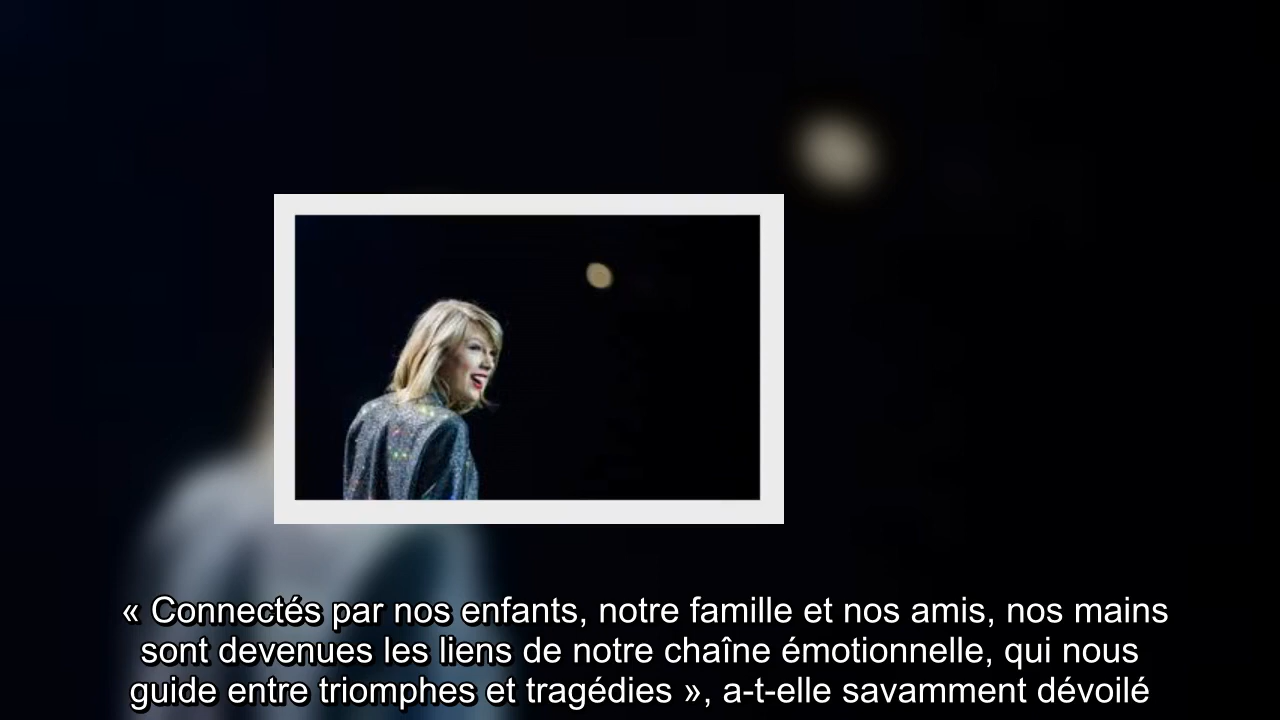 « Connectés par nos enfants, notre famille et nos amis, nos mains
sont devenues les liens de notre chaîne émotionnelle, qui nous
guide entre triomphes et tragédies », a-t-elle savamment dévoilé